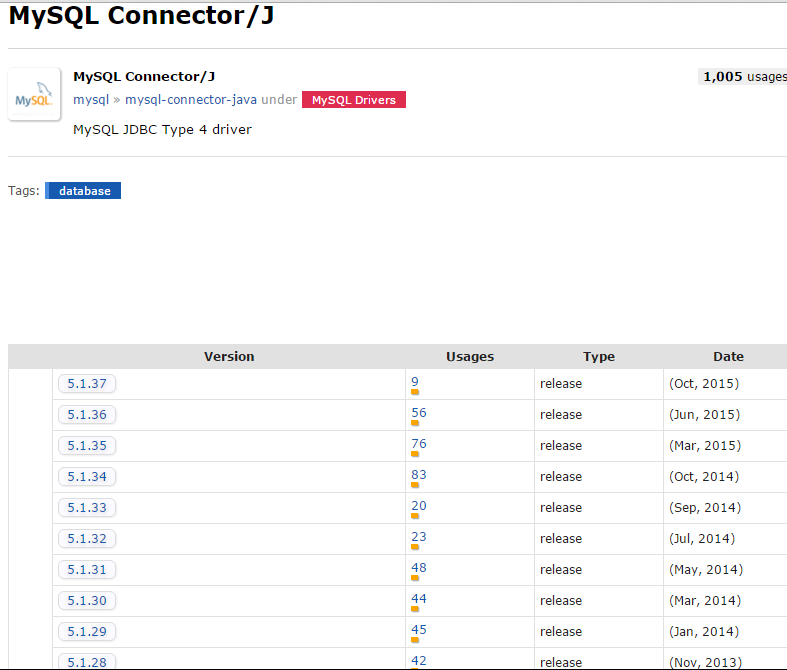 MySQL Connector/J
MySQL
MySQL Connector/J
1,005 usages
mysql » mysql-connector-java under MySQL Drivers
MySQL JDBC Type 4 driver
Tags: database
Version Usages Type Date
5.1.37 9 release (Oct, 2015)
5.1.36 56 release (Jun, 2015)
5.1.35 76 release (Mar, 2015)
5.1.34 83 release (Oct, 2014)
5.1.33 20 release (Sep, 2014)
5.1.32 23 release (Jul, 2014)
5.1.31 48 release (May, 2014)
5.1.30 44 release (Mar, 2014)
5.1.29 45 release (Jan, 2014)
5.1.28 42 release (Nov, 2013)